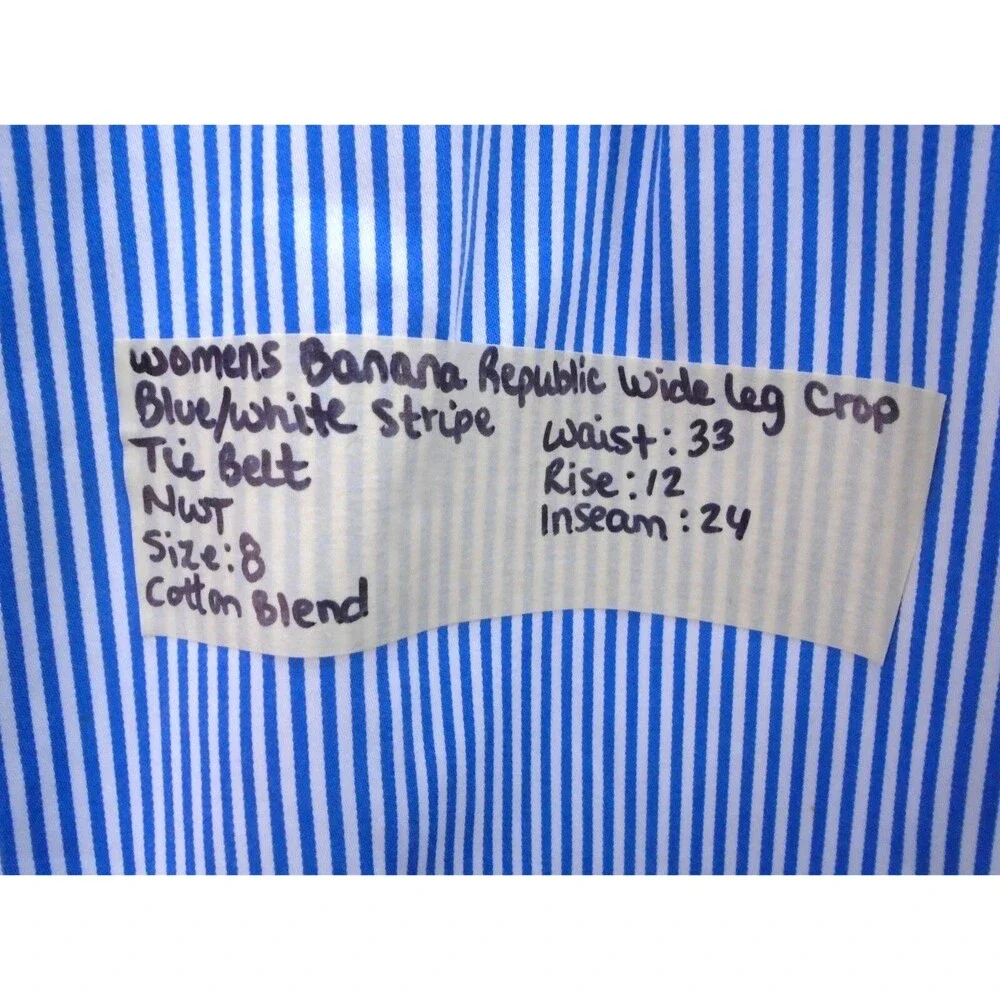 womens Banana Republic Wide Leg Crop
Blue/white Stripe
Tie Belt
NWT
Size:8
Cotton Blend
Waist: 33
Rise:12
Inseam:24